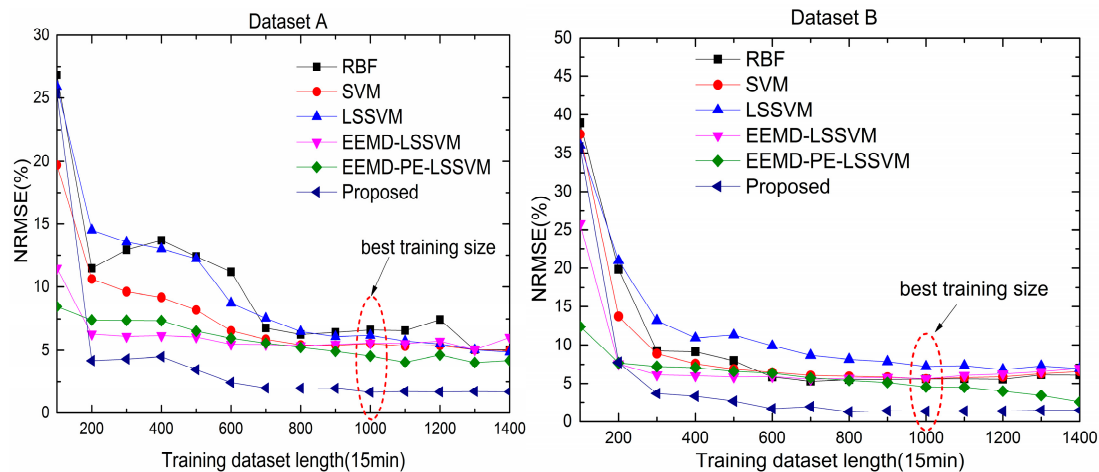 Dataset A
NRMSE(%)
30
25
20
15
10
5
0
RBF
SVM
LSSVM
EEMD-LSSVM
EEMD-PE-LSSVM
Proposed
best training size
200 400 600 800 1000 1200 1400
Training dataset length(15min)
Dataset B
NRMSE(%)
50
45
40
35
30
25
20
15
10
5
0
RBF
SVM
LSSVM
EEMD-LSSVM
EEMD-PE-LSSVM
Proposed
best training size
200 400 600 800 1000 1200 1400
Training dataset length(15min)